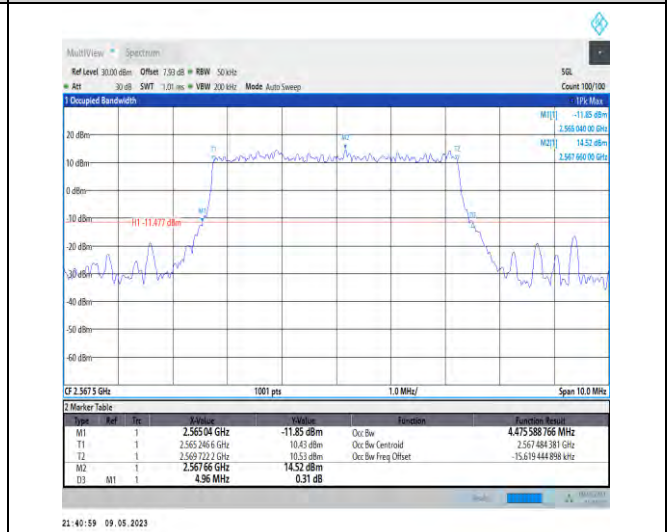 MultiView Spectrum
Ref Level 30.00 dBm Offset 7.93 dB RBW 50 kHz SGL
Att 30 dB SWT 1.01 ms VBW 200 kHz Mode Auto Sweep Count 100/100
1 Occupied Bandwidth 1Pk Max
M1[1] -11.85 dBm
2.565 040 00 GHz
M2[1] 14.52 dBm
2.567 660 00 GHz
20 dBm
M2
T1 T2
10 dBm
0 dBm
M1
-10 dBm
H1 -11.477 dBm
D3
-20 dBm
-30 dBm
-40 dBm
-50 dBm
-60 dBm
CF 2.567 5 GHz 1001 pts 1.0 MHz/ Span 10.0 MHz
2 Marker Table
Type Ref Trc X-Value Y-Value Function Function Result
M1 1 2.565 04 GHz -11.85 dBm Occ Bw 4.475 588 766 MHz
T1 1 2.565 246 6 GHz 10.43 dBm Occ Bw Centroid 2.567 484 381 GHz
T2 1 2.569 722 2 GHz 10.53 dBm Occ Bw Freq Offset -15.619 444 898 kHz
M2 1 2.567 66 GHz 14.52 dBm
D3 M1 1 4.96 MHz 0.31 dB
21:40:59 09.05.2023